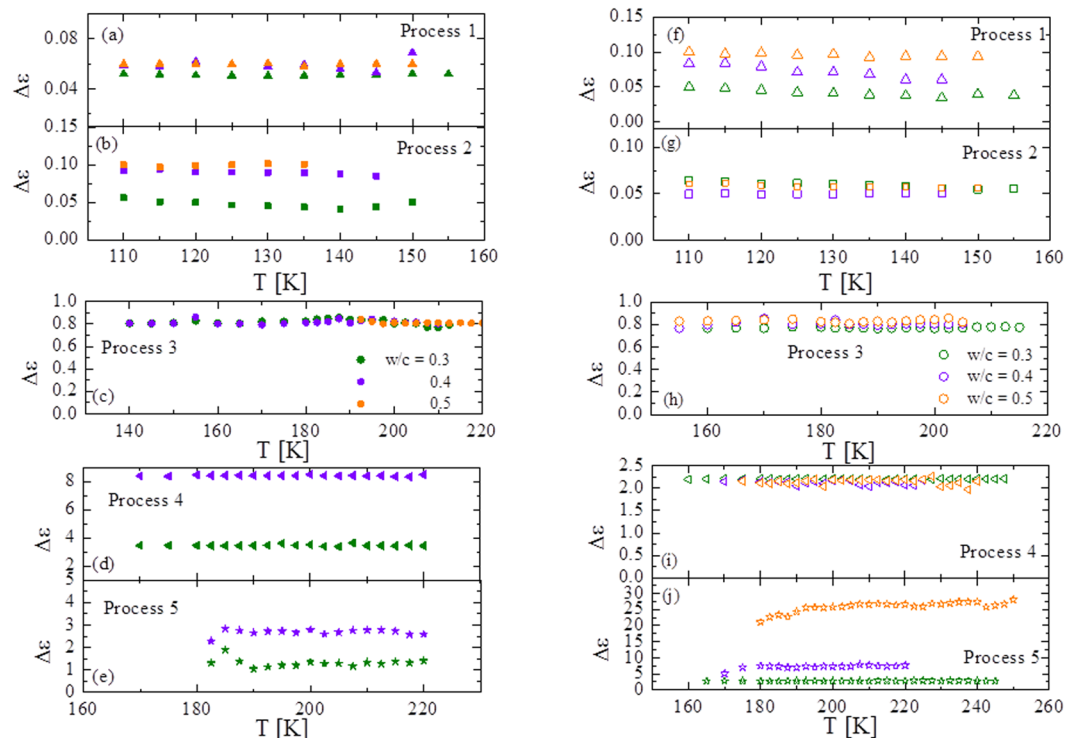 (a)
Process 1
0.08
0.04
Δε
0.15
(b)
Process 2
0.10
0.05
0.00
Δε
110 120 130 140 150 160
T [K]
1.0
0.8
0.6
0.4
0.2
0.0
Δε
Process 3
w/c = 0.3
0.4
0.5
(c)
140 160 180 200 220
T [K]
8
6
4
2
Δε
Process 4
(d)
5
4
3
2
1
0
Δε
Process 5
(e)
160 180 200 220
T [K]
(f)
Process 1
0.15
0.10
0.05
0.00
Δε
(g)
Process 2
0.10
0.05
0.00
Δε
110 120 130 140 150 160
T [K]
1.0
0.8
0.6
0.4
0.2
0.0
Δε
Process 3
w/c = 0.3
w/c = 0.4
w/c = 0.5
(h)
160 180 200 220
T [K]
2.5
2.0
1.5
1.0
0.5
0.0
Δε
(i)
Process 4
30
25
20
15
10
5
0
Δε
(j)
Process 5
160 180 200 220 240 260
T [K]